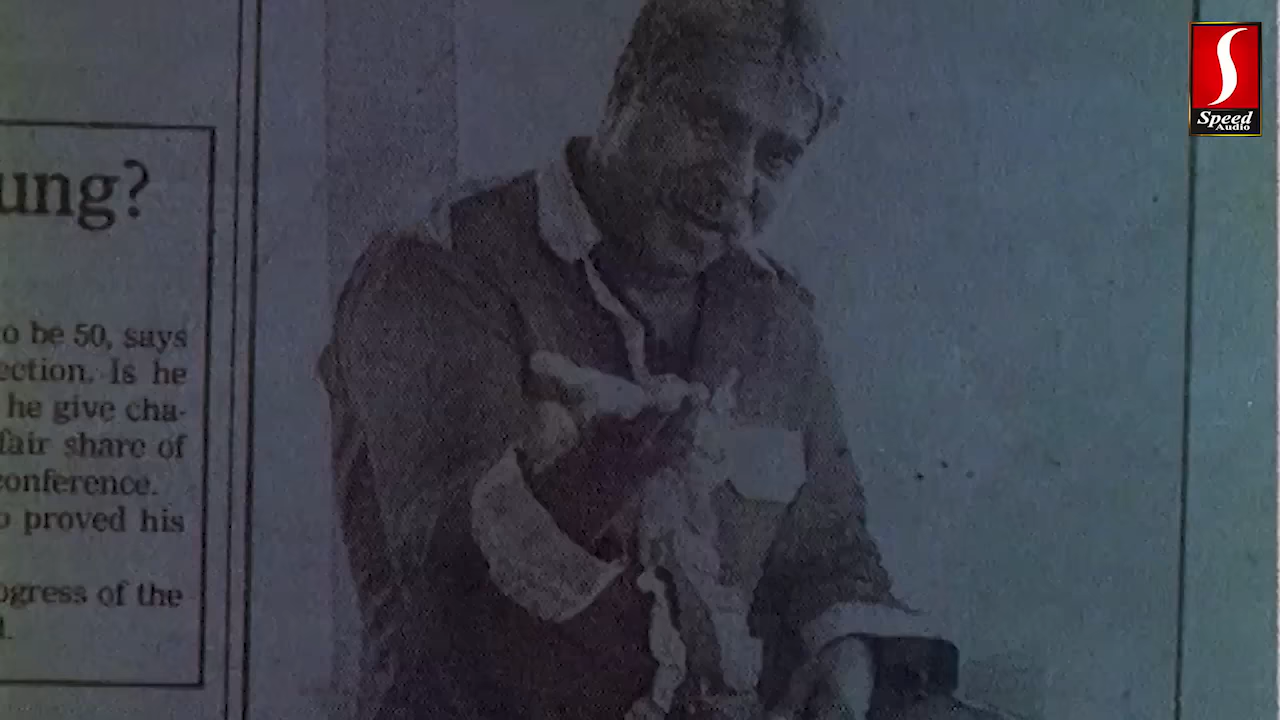 ung?
o be 50, says
ection. Is he
he give cha-
fair share of
conference.
o proved his
ogress of the
d.
S
Speed
Audio